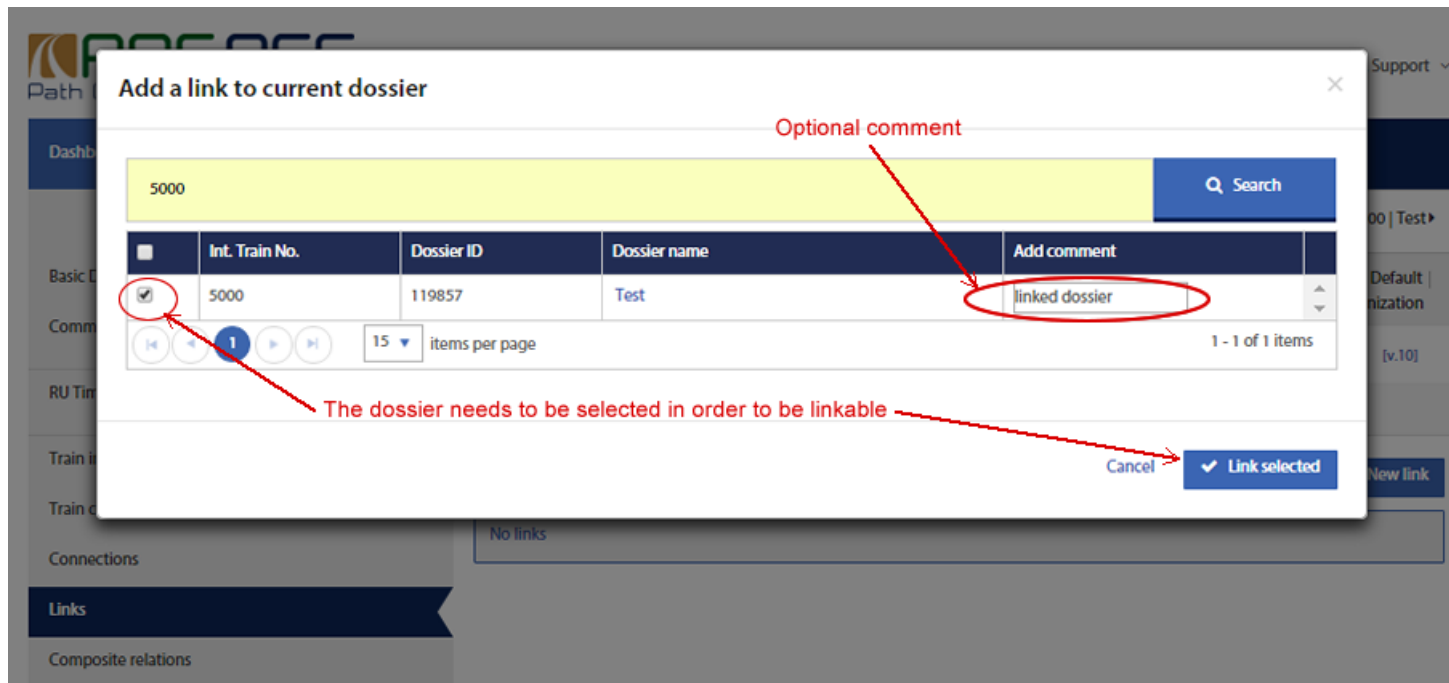 Path
Support
Add a link to current dossier
Optional comment
Dashb
5000
Search
00 | Test
Int. Train No. Dossier ID Dossier name Add comment
Basic D
Default |
5000 119857 Test linked dossier
nization
Comm
1 15 items per page 1 - 1 of 1 items
[v.10]
RU Tim
The dossier needs to be selected in order to be linkable
Train i
Cancel Link selected
New link
Train c
No links
Connections
Links
Composite relations